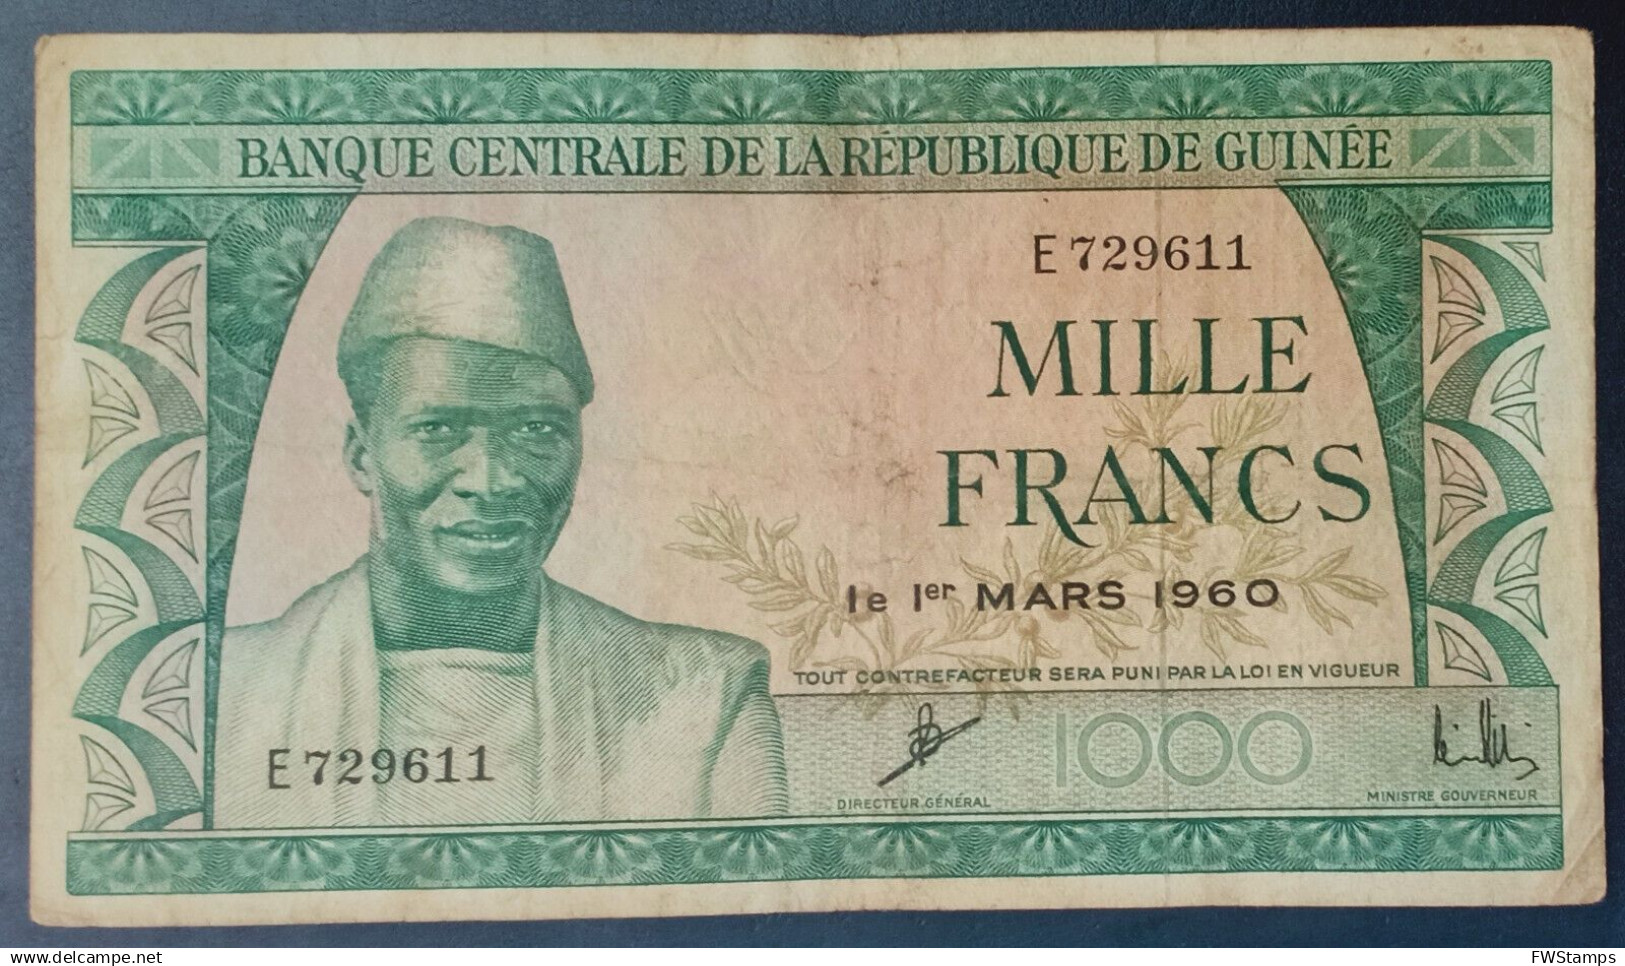 BANQUE CENTRALE DE LA RÉPUBLIQUE DE GUINÉE
E 729611
MILLE
FRANCS
le 1er MARS 1960
TOUT CONTREFACTEUR SERA PUNI PAR LA LOI EN VIGUEUR
E 729611
1000
DIRECTEUR GÉNÉRAL
MINISTRE GOUVERNEUR
FWStamps